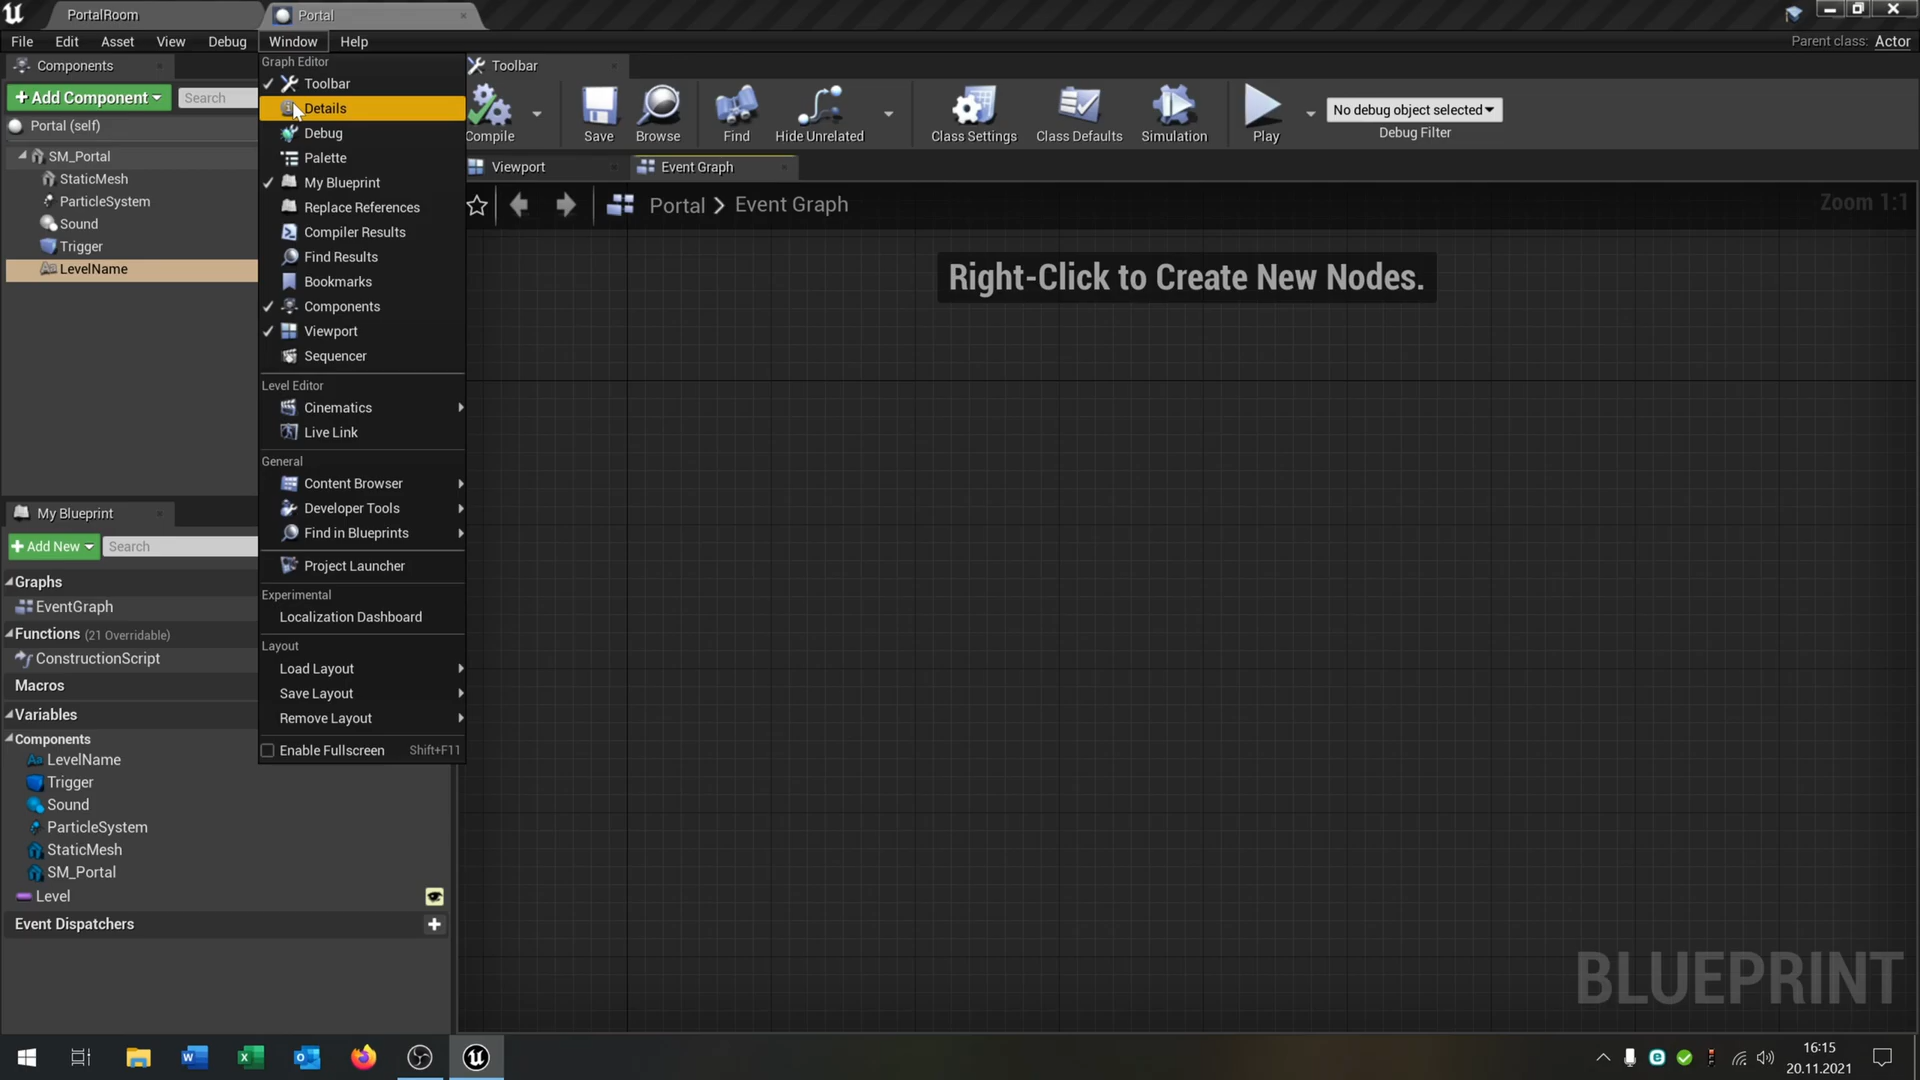 PortalRoom
Portal
File Edit Asset View Debug Window Help
Parent class: Actor
Components
+ Add Component
Search
Portal (self)
SM_Portal
StaticMesh
ParticleSystem
Sound
Trigger
LevelName
Graph Editor
Toolbar
Details
Debug
Palette
My Blueprint
Replace References
Compiler Results
Find Results
Bookmarks
Components
Viewport
Sequencer
Level Editor
Cinematics
Live Link
General
Content Browser
Developer Tools
Find in Blueprints
Project Launcher
Experimental
Localization Dashboard
Layout
Load Layout
Save Layout
Remove Layout
Enable Fullscreen Shift+F11
Toolbar
Compile
Save
Browse
Find
Hide Unrelated
Class Settings
Class Defaults
Simulation
Play
No debug object selected
Debug Filter
Viewport
Event Graph
Portal > Event Graph
Zoom 1:1
Right-Click to Create New Nodes.
My Blueprint
+ Add New
Search
Graphs
EventGraph
Functions (21 Overridable)
ConstructionScript
Macros
Variables
Components
LevelName
Trigger
Sound
ParticleSystem
StaticMesh
SM_Portal
Level
Event Dispatchers
BLUEPRINT
16:15
20.11.2021